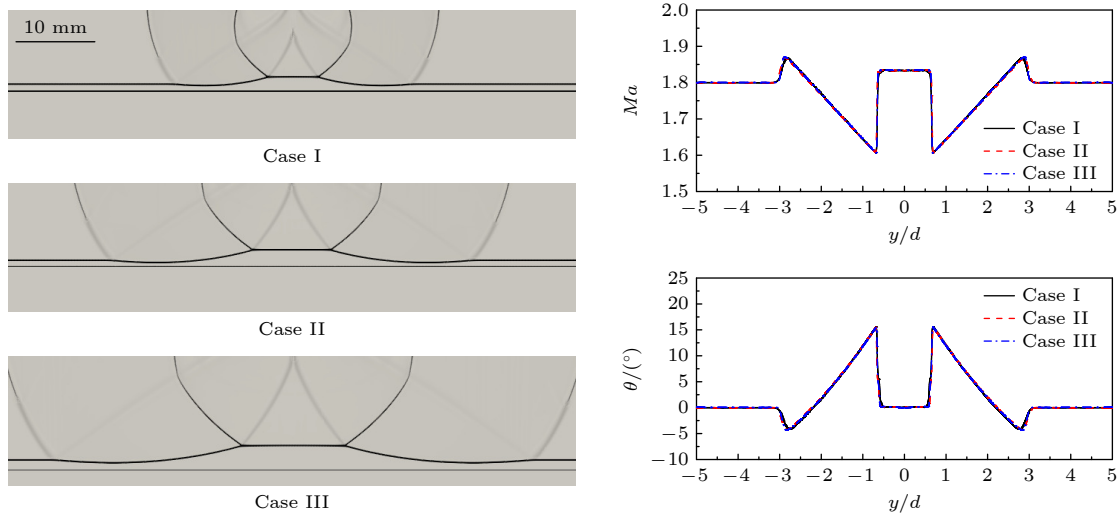 10 mm
Case I
Case II
Case III
2.0
1.9
1.8
1.7
1.6
1.5
Ma
Case I
Case II
Case III
−5 −4 −3 −2 −1 0 1 2 3 4 5
y/d
25
20
15
10
5
0
−5
−10
θ/(°)
Case I
Case II
Case III
−5 −4 −3 −2 −1 0 1 2 3 4 5
y/d